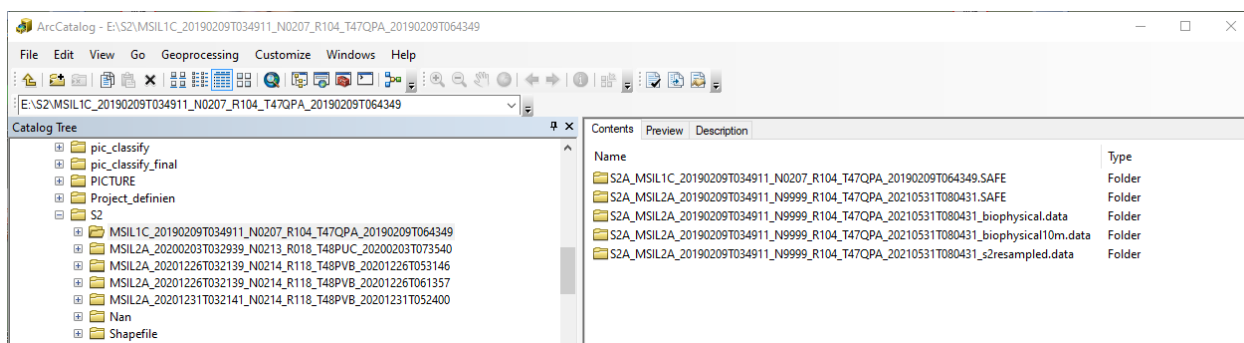 ArcCatalog - E:\S2\MSIL1C_20190209T034911_N0207_R104_T47QPA_20190209T064349
File Edit View Go Geoprocessing Customize Windows Help
E:\S2\MSIL1C_20190209T034911_N0207_R104_T47QPA_20190209T064349
Catalog Tree
pic_classify
pic_classify_final
PICTURE
Project_definien
S2
MSIL1C_20190209T034911_N0207_R104_T47QPA_20190209T064349
MSIL2A_20200203T032939_N0213_R018_T48PUC_20200203T073540
MSIL2A_20201226T032139_N0214_R118_T48PVB_20201226T053146
MSIL2A_20201226T032139_N0214_R118_T48PVB_20201226T061357
MSIL2A_20201231T032141_N0214_R118_T48PVB_20201231T052400
Nan
Shapefile
Contents Preview Description
Name Type
S2A_MSIL1C_20190209T034911_N0207_R104_T47QPA_20190209T064349.SAFE Folder
S2A_MSIL2A_20190209T034911_N9999_R104_T47QPA_20210531T080431.SAFE Folder
S2A_MSIL2A_20190209T034911_N9999_R104_T47QPA_20210531T080431_biophysical.data Folder
S2A_MSIL2A_20190209T034911_N9999_R104_T47QPA_20210531T080431_biophysical10m.data Folder
S2A_MSIL2A_20190209T034911_N9999_R104_T47QPA_20210531T080431_s2resampled.data Folder